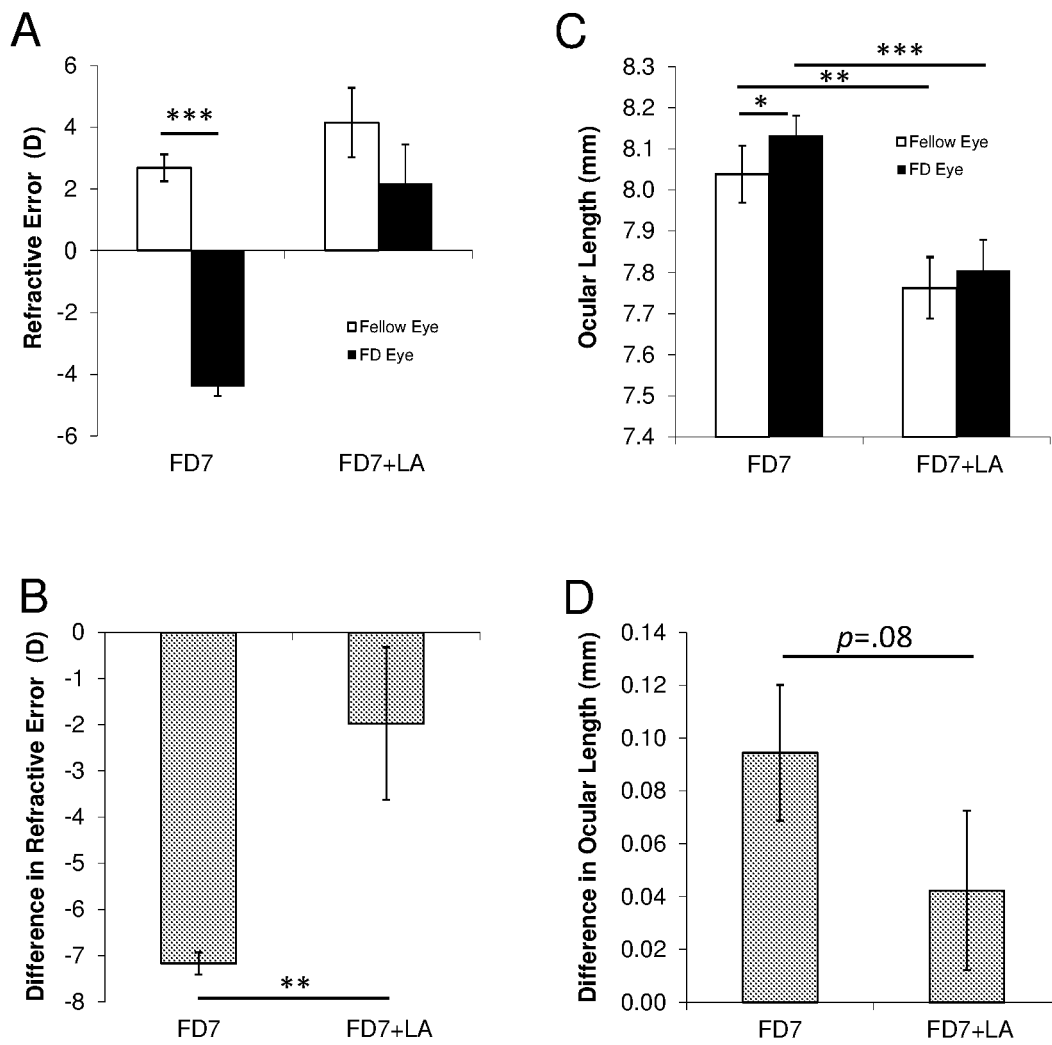 A
Refractive Error (D)
6
4
2
0
-2
-4
-6
***
Fellow Eye
FD Eye
FD7
FD7+LA
C
Ocular Length (mm)
8.3
8.2
8.1
8.0
7.9
7.8
7.7
7.6
7.5
7.4
***
**
*
Fellow Eye
FD Eye
FD7
FD7+LA
B
Difference in Refractive Error (D)
0
-1
-2
-3
-4
-5
-6
-7
-8
**
FD7
FD7+LA
D
Difference in Ocular Length (mm)
0.14
0.12
0.10
0.08
0.06
0.04
0.02
0.00
p=.08
FD7
FD7+LA